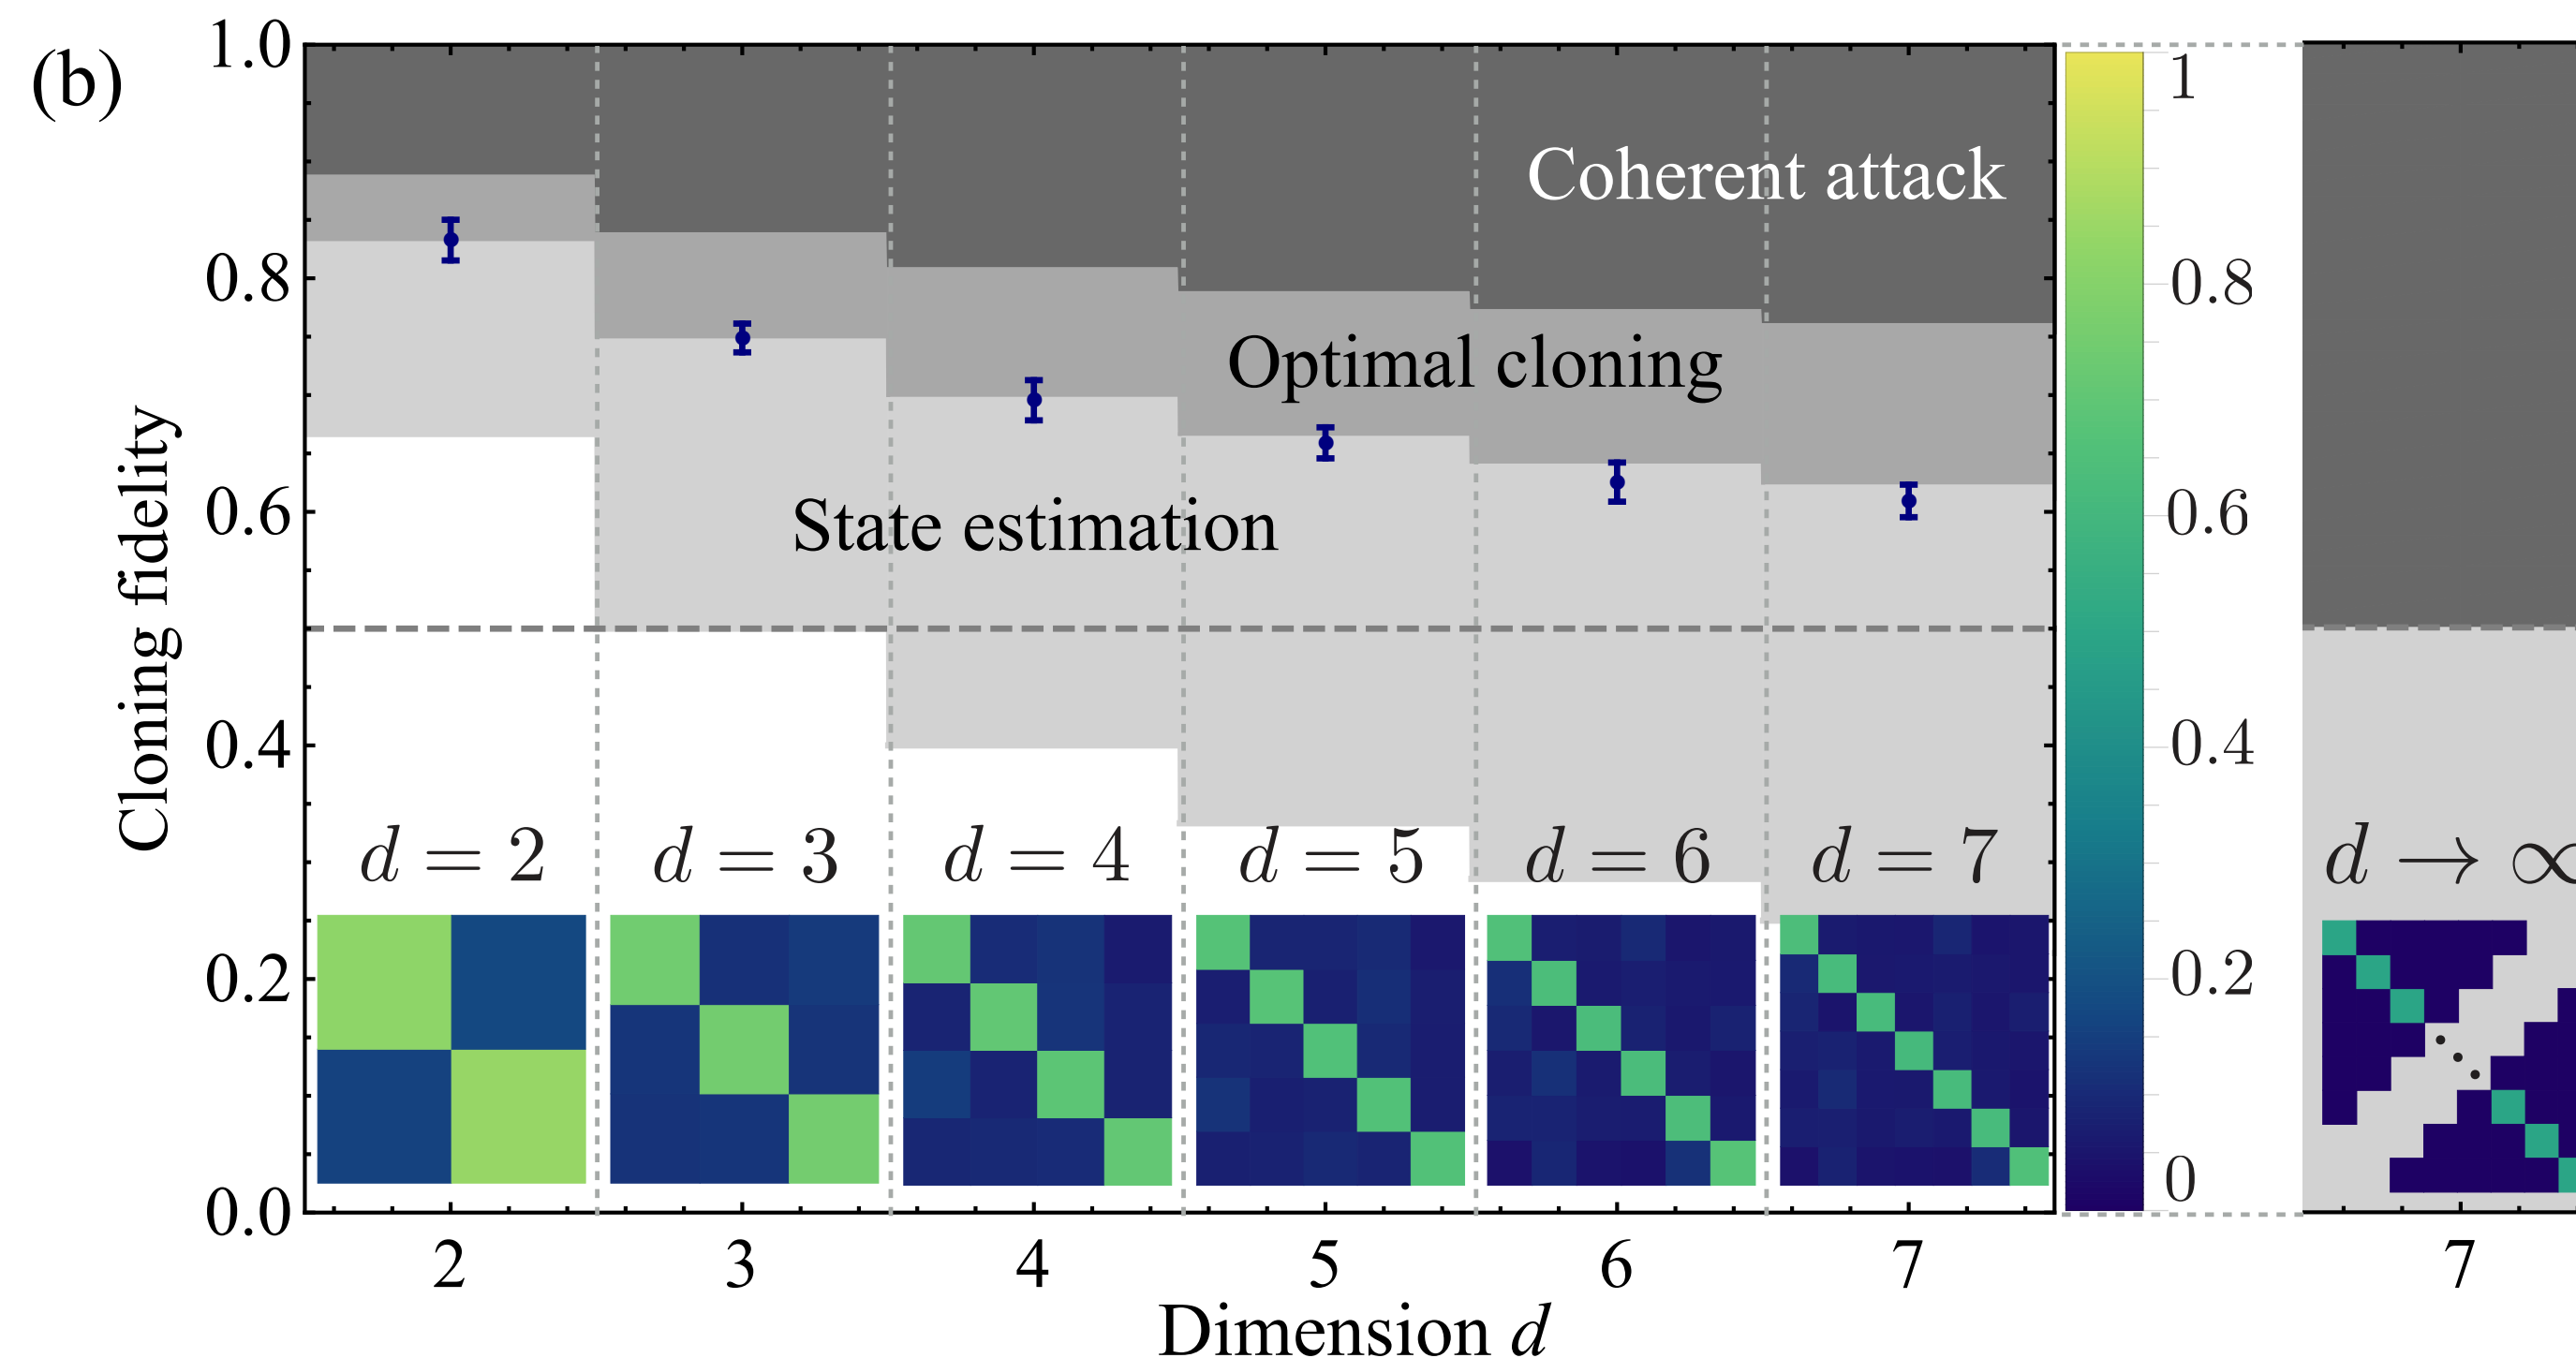 (b)
Cloning fidelity
1.0
0.8
0.6
0.4
0.2
0.0
Coherent attack
Optimal cloning
State estimation
d = 2
d = 3
d = 4
d = 5
d = 6
d = 7
d → ∞
1
0.8
0.6
0.4
0.2
0
2
3
4
5
6
7
7
Dimension d